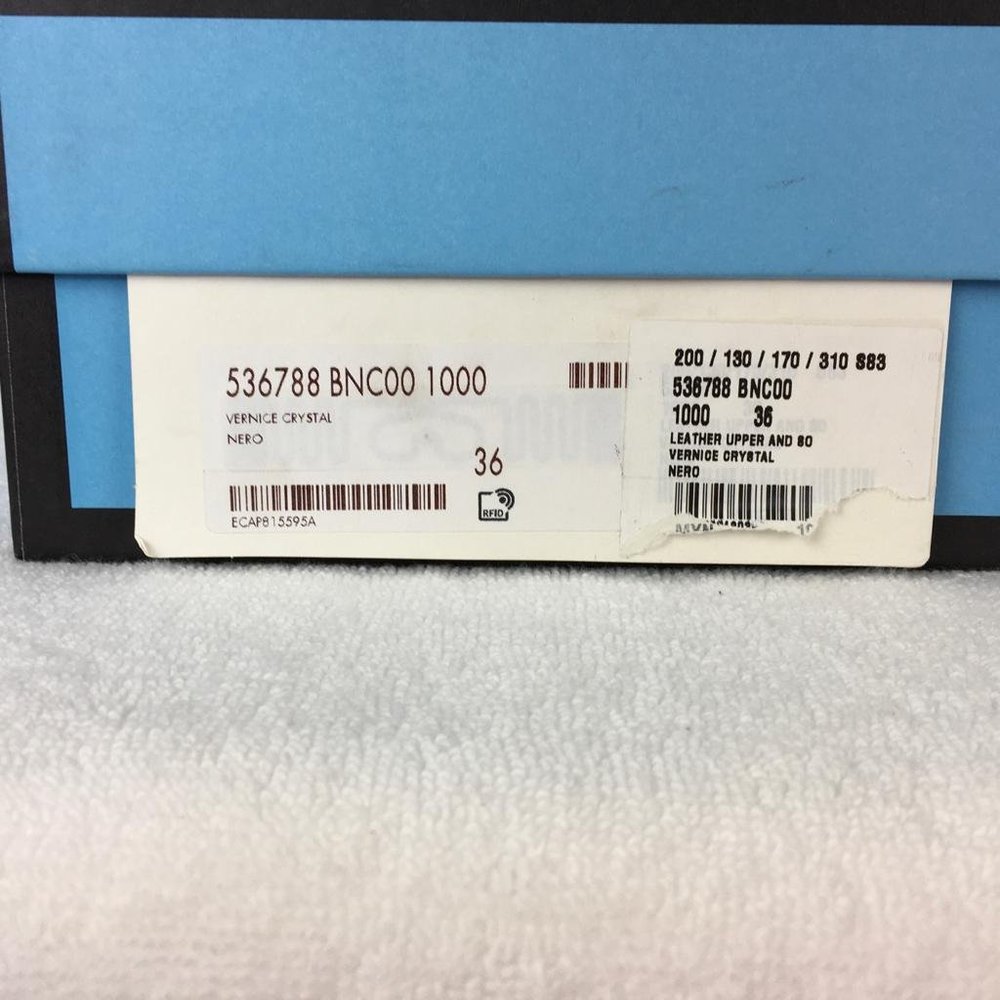 536788 BNC00 1000
VERNICE CRYSTAL
NERO
36
ECAP815595A
RFID
200 / 130 / 170 / 310 S83
536788 BNC00
1000 36
LEATHER UPPER AND SO
VERNICE CRYSTAL
NERO
MXN